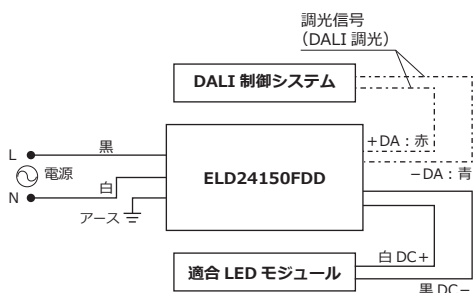 調光信号
（DALI 調光）
DALI 制御システム
黒
L
電源
白
N
アース
ELD24150FDD
+DA：赤
−DA：青
白 DC+
適合 LED モジュール
黒 DC−